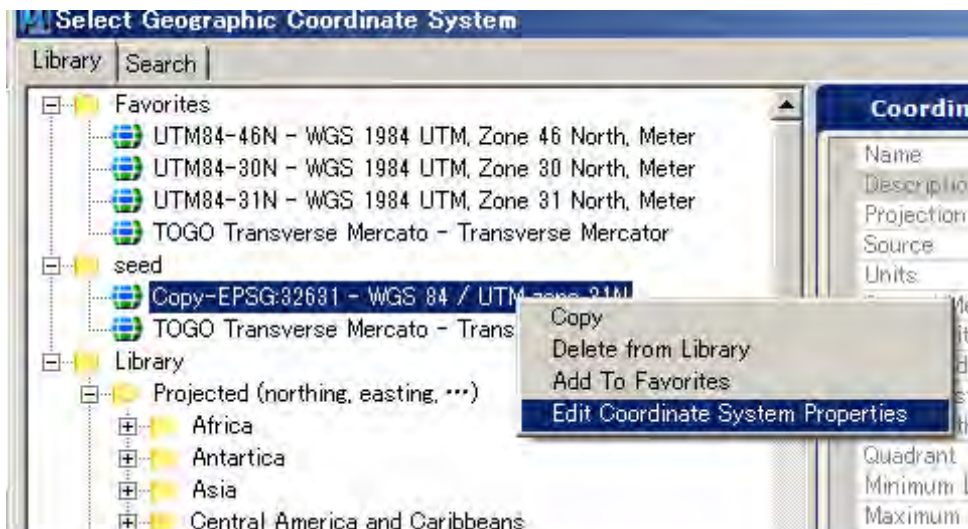 Select Geographic Coordinate System
Library Search
Favorites
UTM84-46N - WGS 1984 UTM, Zone 46 North, Meter
UTM84-30N - WGS 1984 UTM, Zone 30 North, Meter
UTM84-31N - WGS 1984 UTM, Zone 31 North, Meter
TOGO Transverse Mercato - Transverse Mercator
seed
Copy-EPSG:32631 - WGS 84 / UTM zone 31N
TOGO Transverse Mercato - Trans
Library
Projected (northing, easting, ...)
Africa
Antartica
Asia
Central America and Caribbeans
Copy
Delete from Library
Add To Favorites
Edit Coordinate System Properties
Coordin
Name
Descriptio
Projection
Source
Units
Quadrant
Minimum L
Maximum